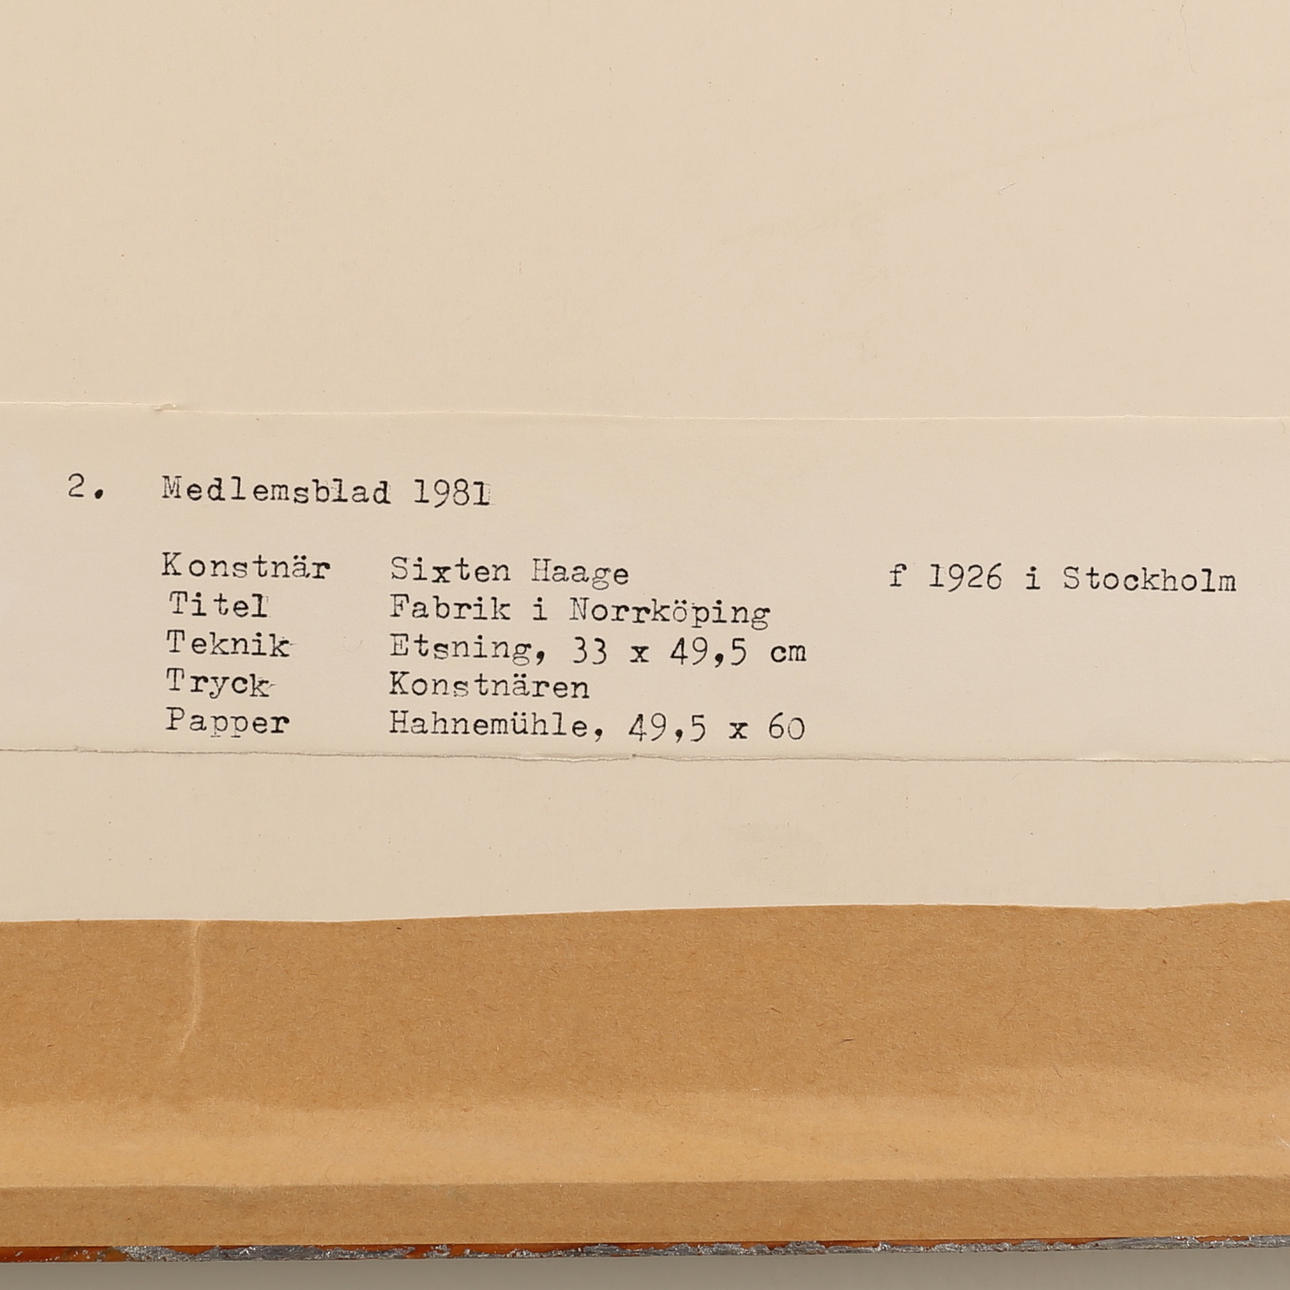 2. Medlemsblad 1981
Konstnär Sixten Haage f 1926 i Stockholm
Titel Fabrik i Norrköping
Teknik Etsning, 33 x 49,5 cm
Tryck Konstnären
Papper Hahnemühle, 49,5 x 60